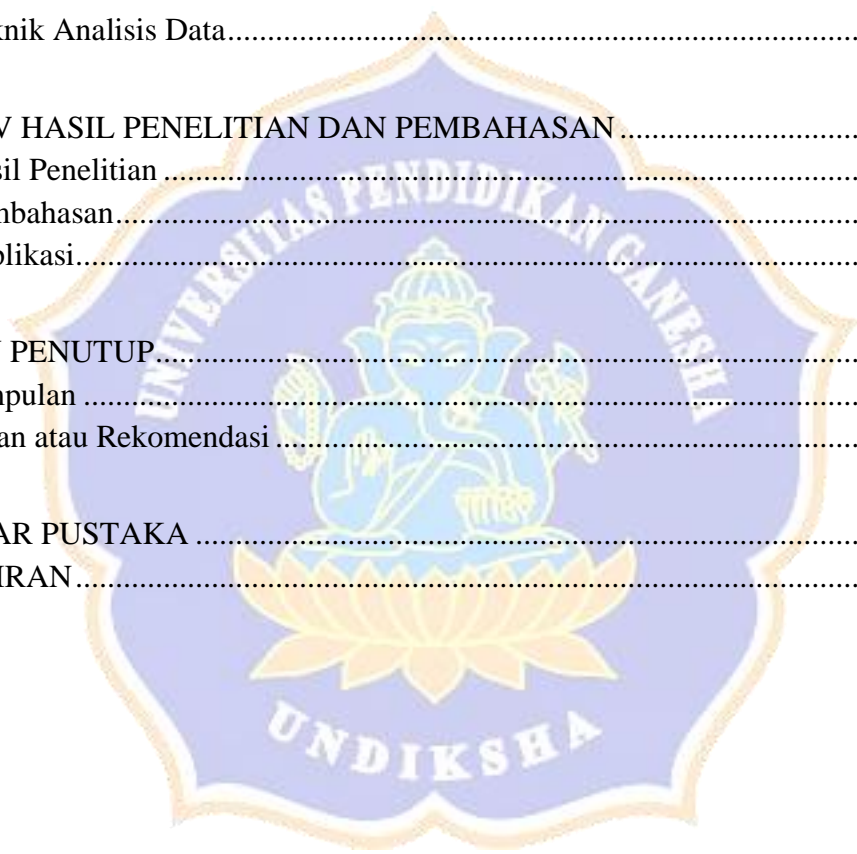 knik Analisis Data.......................................................................
V HASIL PENELITIAN DAN PEMBAHASAN ...........................
sil Penelitian ................................................................................
mbahasan.....................................................................................
plikasi..........................................................................................
V PENUTUP................................................................................
mpulan ........................................................................................
an atau Rekomendasi ..................................................................
AR PUSTAKA ...........................................................................
IRAN..........................................................................................
UNIVERSITAS PENDIDIKAN GANESHA
UNDIKSHA